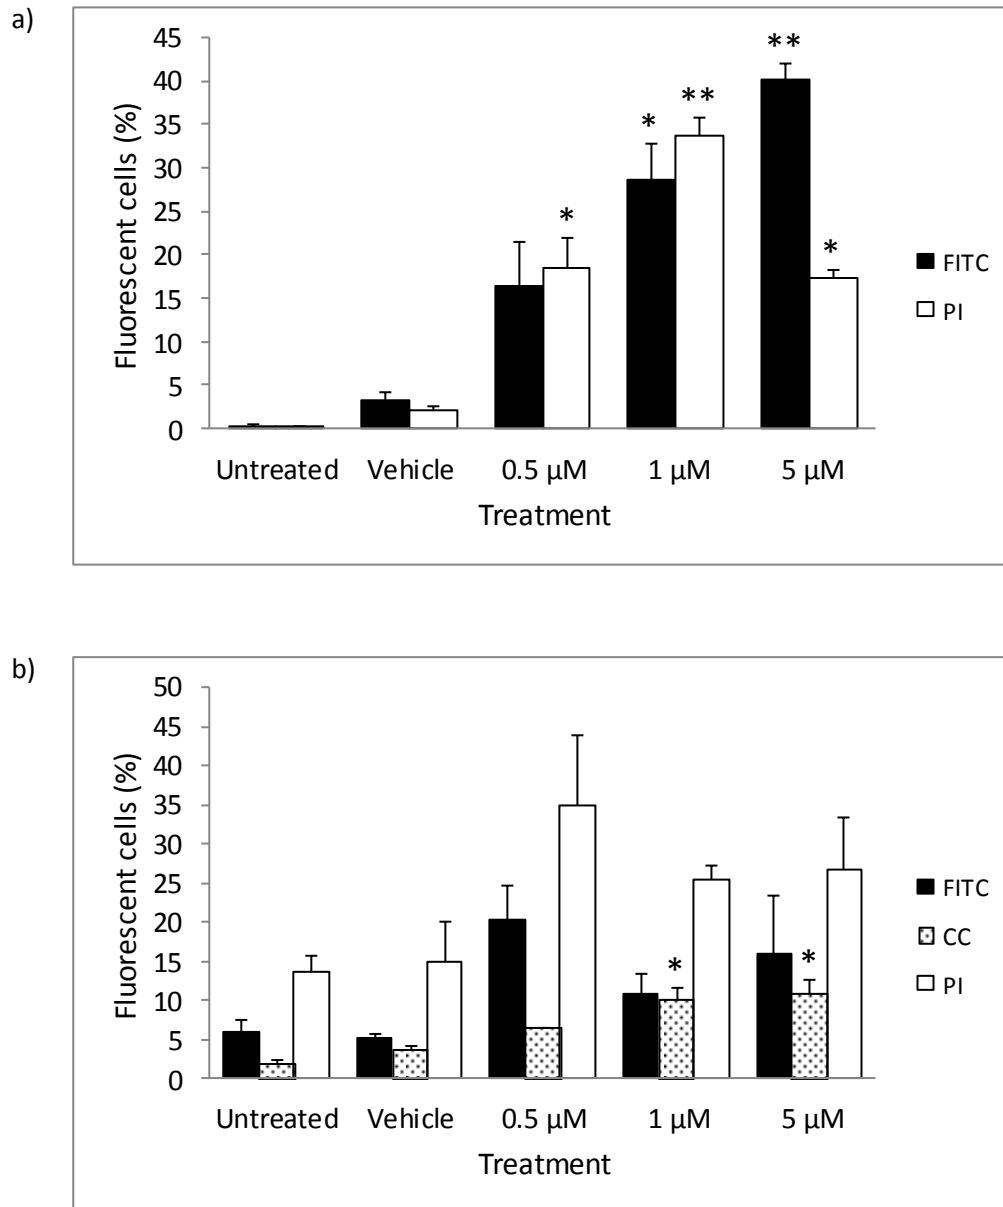 a)
Fluorescent cells (%)
45
40
35
30
25
20
15
10
5
0
*
*
**
**
*
Untreated Vehicle 0.5 µM 1 µM 5 µM
Treatment
FITC
PI
b)
Fluorescent cells (%)
50
45
40
35
30
25
20
15
10
5
0
* *
Untreated Vehicle 0.5 µM 1 µM 5 µM
Treatment
FITC
CC
PI